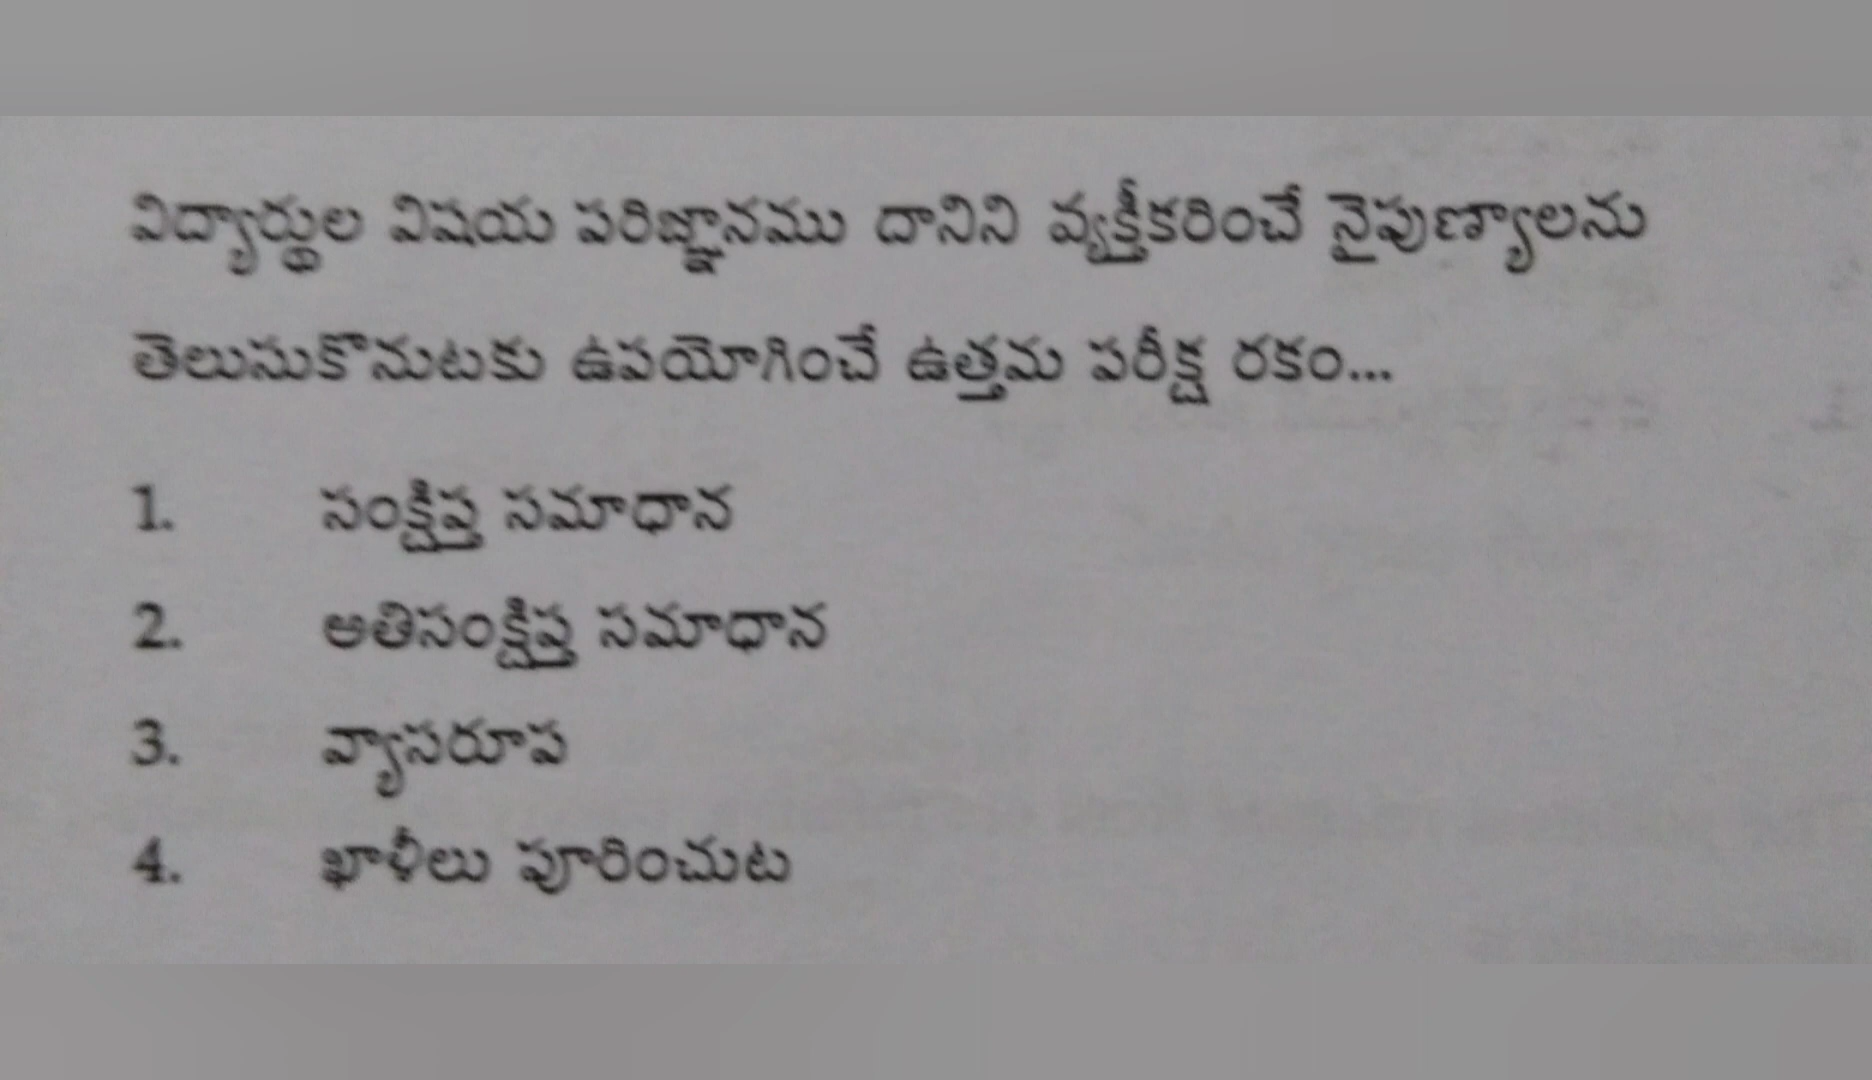 విద్యార్థుల విషయ పరిజ్ఞానము దానిని వ్యక్తీకరించే నైపుణ్యాలను
తెలుసుకొనుటకు ఉపయోగించే ఉత్తమ పరీక్ష రకం...
1. సంక్షిప్త సమాధాన
2. అతిసంక్షిప్త సమాధాన
3. వ్యాసరూప
4. ఖాళీలు పూరించుట